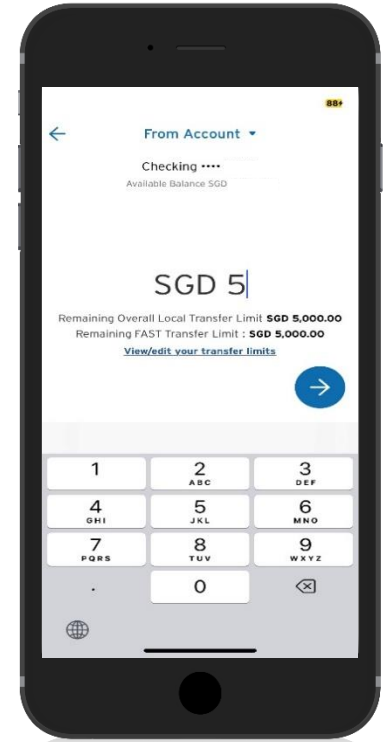 88
From Account
Checking ••••
Available Balance SGD
SGD 5
Remaining Overall Local Transfer Limit SGD 5,000.00
Remaining FAST Transfer Limit : SGD 5,000.00
View/edit your transfer limits
1 2 3
ABC DEF
4 5 6
GHI JKL MNO
7 8 9
PQRS TUV WXYZ
. 0